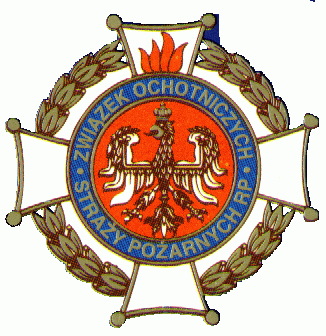 ZWIĄZEK OCHOTNICZYCH
STRAŻY POŻARNYCH RP